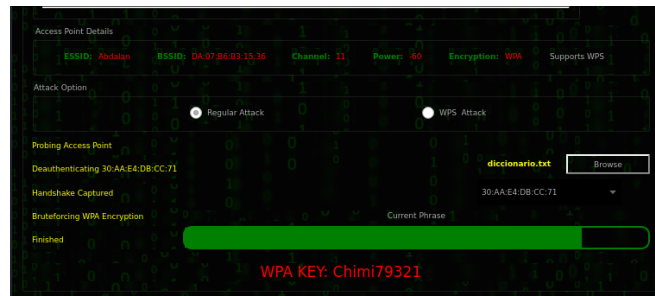 Access Point Details
ESSID: Abdalan BSSID: DA:07:B6:B3:15:36 Channel: 11 Power: -60 Encryption: WPA Supports WPS
Attack Option
Regular Attack WPS Attack
Probing Access Point
Deauthenticating 30:AA:E4:DB:CC:71 diccionario.txt Browse
Handshake Captured 30:AA:E4:DB:CC:71
Bruteforcing WPA Encryption Current Phrase
Finished
WPA KEY: Chimi79321